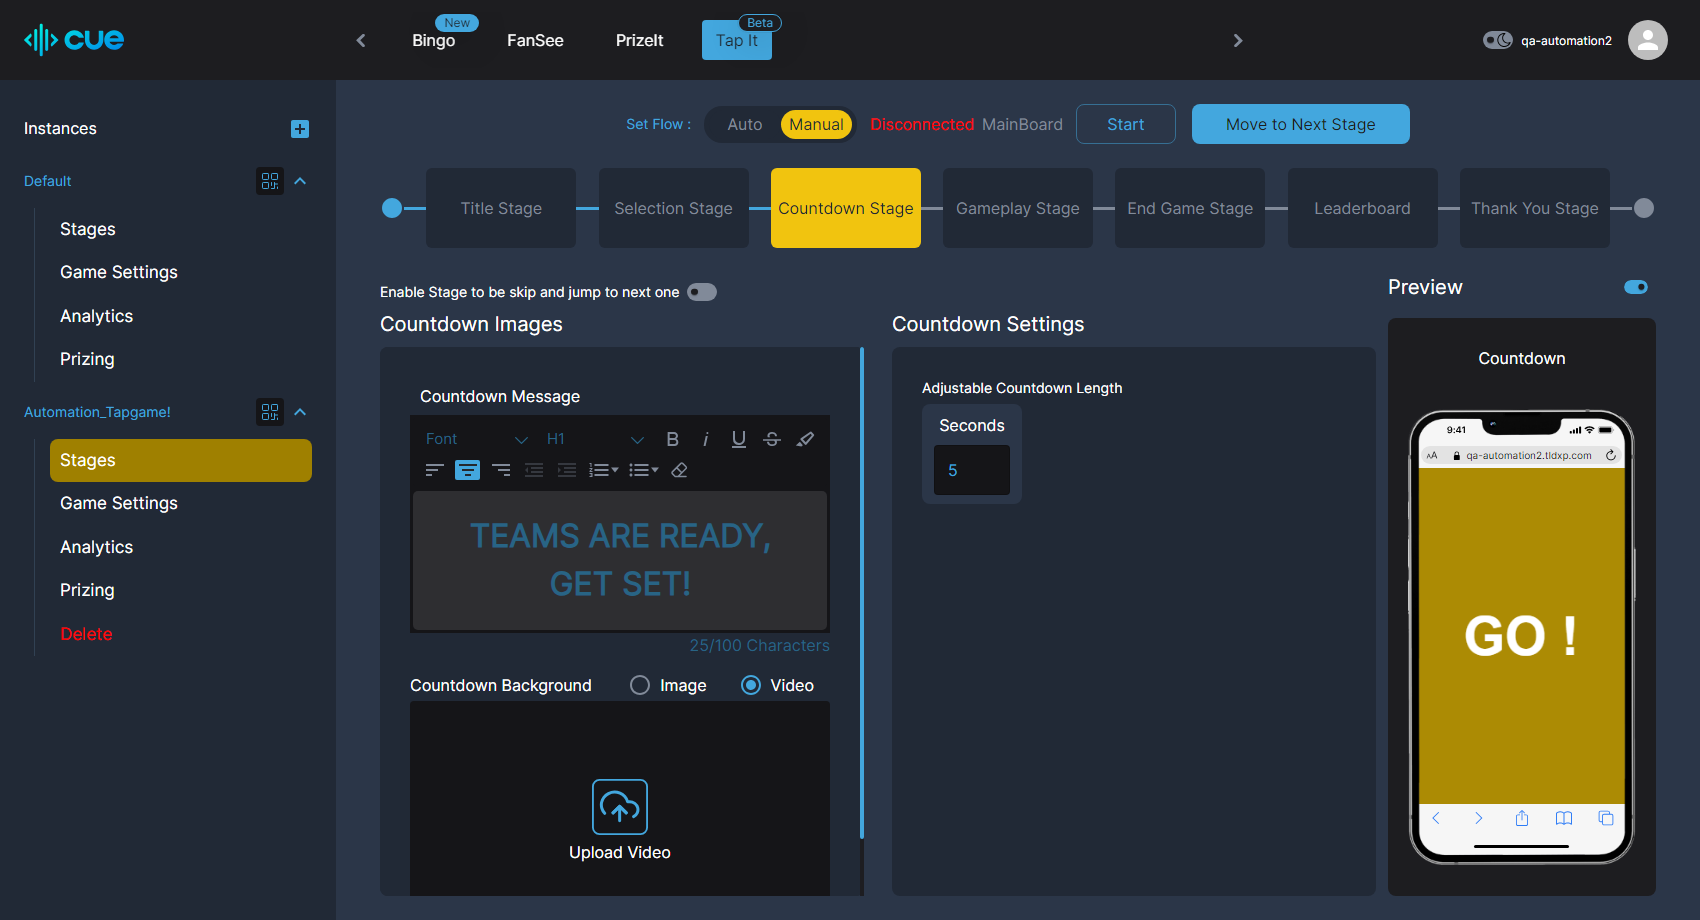 cue
New
Bingo
FanSee
PrizeIt
Beta
Tap It
qa-automation2
Instances
Default
Stages
Game Settings
Analytics
Prizing
Automation_Tapgame!
Stages
Game Settings
Analytics
Prizing
Delete
Set Flow :
Auto
Manual
Disconnected MainBoard
Start
Move to Next Stage
Title Stage
Selection Stage
Countdown Stage
Gameplay Stage
End Game Stage
Leaderboard
Thank You Stage
Enable Stage to be skip and jump to next one
Countdown Images
Countdown Message
Font
H1
B i U S
TEAMS ARE READY,
GET SET!
25/100 Characters
Countdown Background
Image
Video
Upload Video
Countdown Settings
Adjustable Countdown Length
Seconds
5
Preview
Countdown
9:41
AA
qa-automation2.tldxp.com
GO !